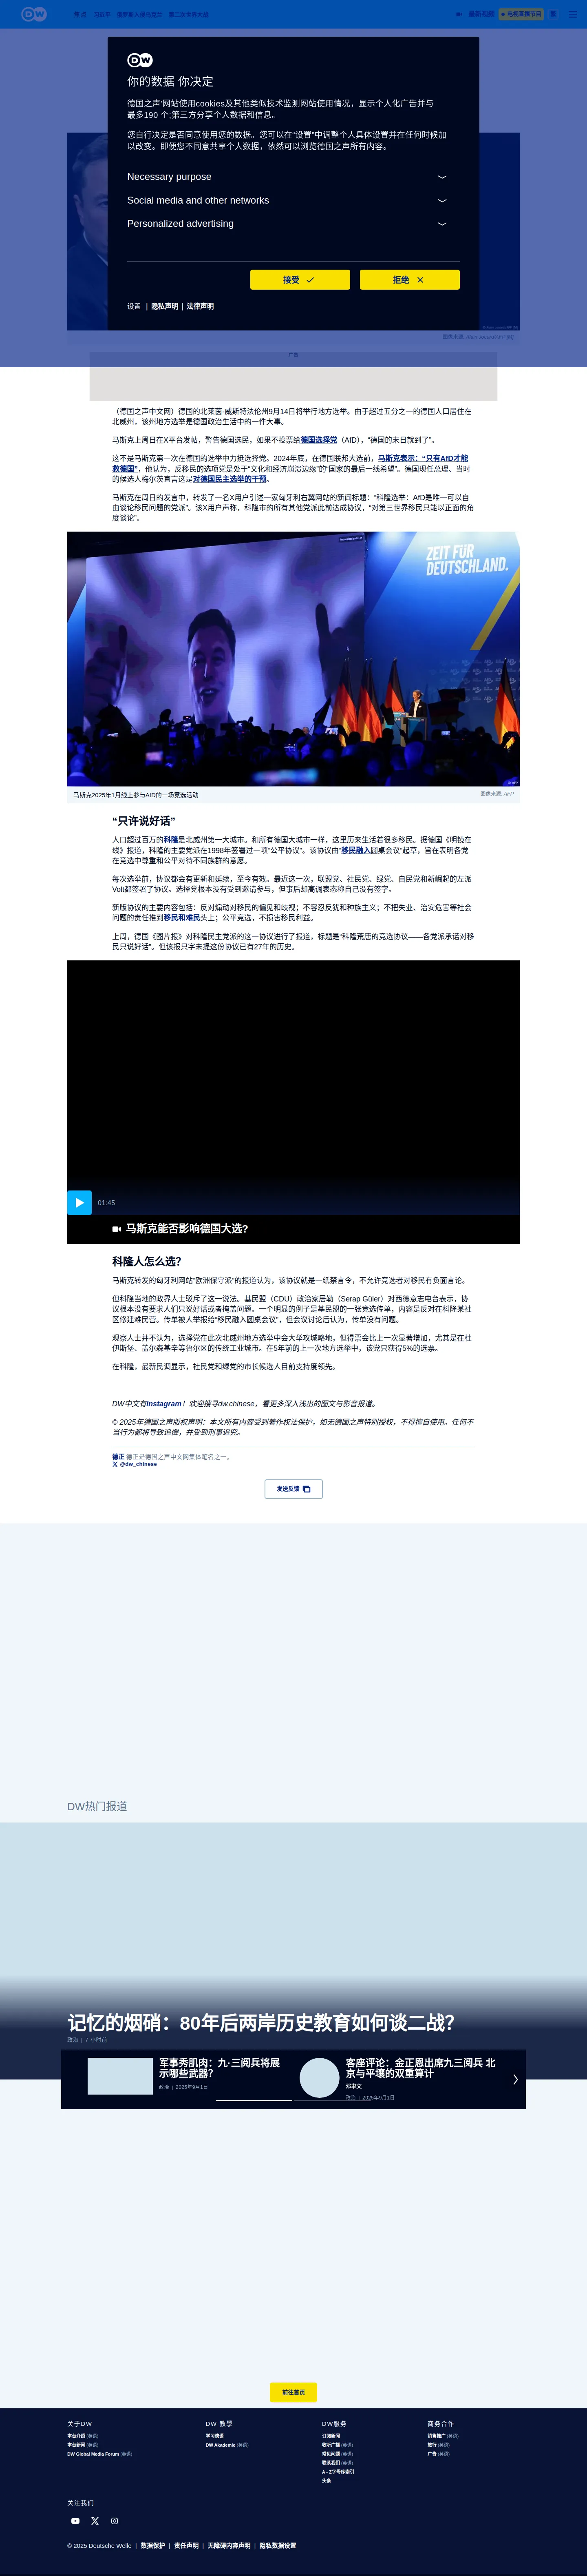 DW
习近平 俄罗斯入侵乌克兰 第二次世界大战
最新视频 电视直播节目
DW
你的数据 你决定
德国之声'网站使用cookies及其他类似技术监测网站使用情况，显示个人化广告并与
最多190 个;第三方分享个人数据和信息。
您自行决定是否同意使用您的数据。您可以在"设置"中调整个人具体设置并在任何时候加
以改变。即便您不同意共享个人数据，依然可以浏览德国之声所有内容。
Necessary purpose
Social media and other networks
Personalized advertising
接受
拒绝
设置 | 隐私声明 | 法律声明
广告
（德国之声中文网）德国的北莱茵-威斯特法伦州9月14日将举行地方选举。由于超过五分之一的德国人口居住在
北威州，该州地方选举是德国政治生活中的一件大事。
马斯克上周日在X平台发帖，警告德国选民，如果不投票给德国选择党（AfD），“德国的末日就到了”。
这不是马斯克第一次在德国的选举中力挺选择党。2024年底，在德国联邦大选前，马斯克表示：“只有AfD才能
救德国”，他认为，反移民的选项党是处于“文化和经济崩溃边缘”的“国家的最后一线希望”。德国现任总理、当时
的候选人梅尔茨直言这是对德国民主选举的干预。
马斯克在周日的发言中，转发了一名X用户引述一家匈牙利右翼网站的新闻标题：“科隆选举：AfD是唯一可以自
由谈论移民问题的党派”。该X用户声称，科隆市的所有其他党派此前达成协议，“对第三世界移民只能以正面的角
度谈论”。
ZEIT FÜR
DEUTSCHLAND.
马斯克2025年1月线上参与AfD的一场竞选活动
图像来源: AFP
“只许说好话”
人口超过百万的科隆是北威州第一大城市。和所有德国大城市一样，这里历来生活着很多移民。据德国《明镜在
线》报道，科隆的主要党派在1998年签署过一项“公平协议”。该协议由“移民融入圆桌会议”起草，旨在表明各党
在竞选中尊重和公平对待不同族群的意愿。
每次选举前，协议都会有更新和延续，至今有效。最近这一次，联盟党、社民党、绿党、自民党和新崛起的左派
Volt都签署了协议。选择党根本没有受到邀请参与，但事后却高调表态称自己没有签字。
新版协议的主要内容包括：反对煽动对移民的偏见和歧视；不容忍反犹和种族主义；不把失业、治安危害等社会
问题的责任推到移民和难民头上；公平竞选，不损害移民利益。
上周，德国《图片报》对科隆民主党派的这一协议进行了报道，标题是“科隆荒唐的竞选协议——各党派承诺对移
民只说好话”。但该报只字未提这份协议已有27年的历史。
01:45
马斯克能否影响德国大选?
科隆人怎么选?
马斯克转发的匈牙利网站“欧洲保守派”的报道认为，该协议就是一纸禁言令，不允许竞选者对移民有负面言论。
但科隆当地的政界人士驳斥了这一说法。基民盟（CDU）政治家居勒（Serap Güler）对西德意志电台表示，协
议根本没有要求人们只说好话或者掩盖问题。一个明显的例子是基民盟的一张竞选传单，内容是反对在科隆某社
区修建难民营。传单被人举报给“移民融入圆桌会议”，但会议讨论后认为，传单没有问题。
观察人士并不认为，选择党在此次北威州地方选举中会大举攻城略地，但得票会比上一次显著增加，尤其是在杜
伊斯堡、盖尔森基辛等鲁尔区的传统工业城市。在5年前的上一次地方选举中，该党只获得5%的选票。
在科隆，最新民调显示，社民党和绿党的市长候选人目前支持度领先。
DW中文有Instagram！欢迎搜寻dw.chinese，看更多深入浅出的图文与影音报道。
© 2025年德国之声版权声明：本文所有内容受到著作权法保护，如无德国之声特别授权，不得擅自使用。任何不
当行为都将导致追偿，并受到刑事追究。
德正 德正是德国之声中文网集体笔名之一。
@dw_chinese
发送反馈
DW热门报道
记忆的烟硝：80年后两岸历史教育如何谈二战?
政治 | 7 小时前
军事秀肌肉：九·三阅兵将展
示哪些武器?
政治 | 2025年9月1日
客座评论：金正恩出席九三阅兵 北
京与平壤的双重算计
邓聿文
政治 | 2025年9月1日
前往首页
关于DW
本台介绍 (英语)
本台新闻 (英语)
DW Global Media Forum (英语)
DW 教學
学习德语
DW Akademie (英语)
DW服务
订阅新闻
收听广播 (英语)
常见问题 (英语)
联系我们 (英语)
A - Z字母序索引
头条
商务合作
销售推广 (英语)
旅行 (英语)
广告 (英语)
关注我们
© 2025 Deutsche Welle | 数据保护 | 责任声明 | 无障碍内容声明 | 隐私数据设置